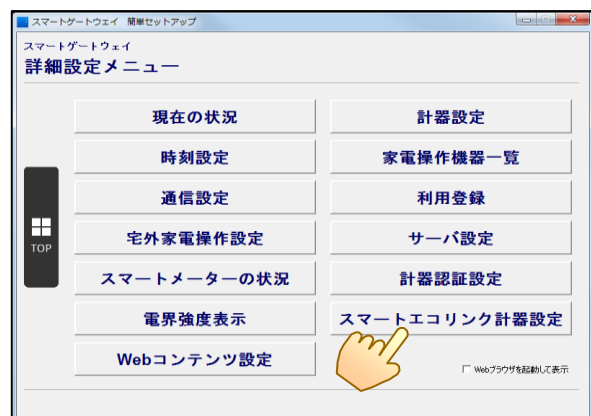 スマートゲートウェイ 簡単セットアップ
スマートゲートウェイ
詳細設定メニュー
現在の状況
計器設定
時刻設定
家電操作機器一覧
通信設定
利用登録
宅外家電操作設定
サーバ設定
スマートメーターの状況
計器認証設定
電界強度表示
スマートエコリンク計器設定
Webコンテンツ設定
Webブラウザを起動して表示
TOP